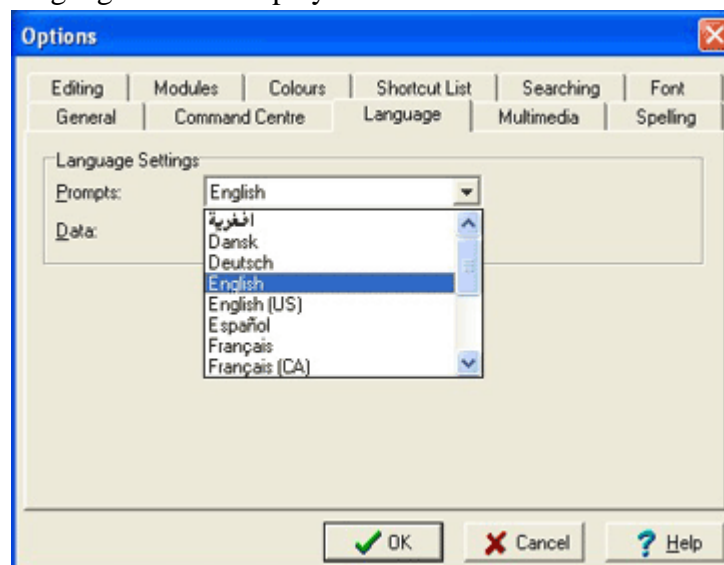 Options
Editing Modules Colours Shortcut List Searching Font
General Command Centre Language Multimedia Spelling
Language Settings
Prompts: English
Data:
Dansk
Deutsch
English
English (US)
Español
Français
Français (CA)
OK Cancel Help